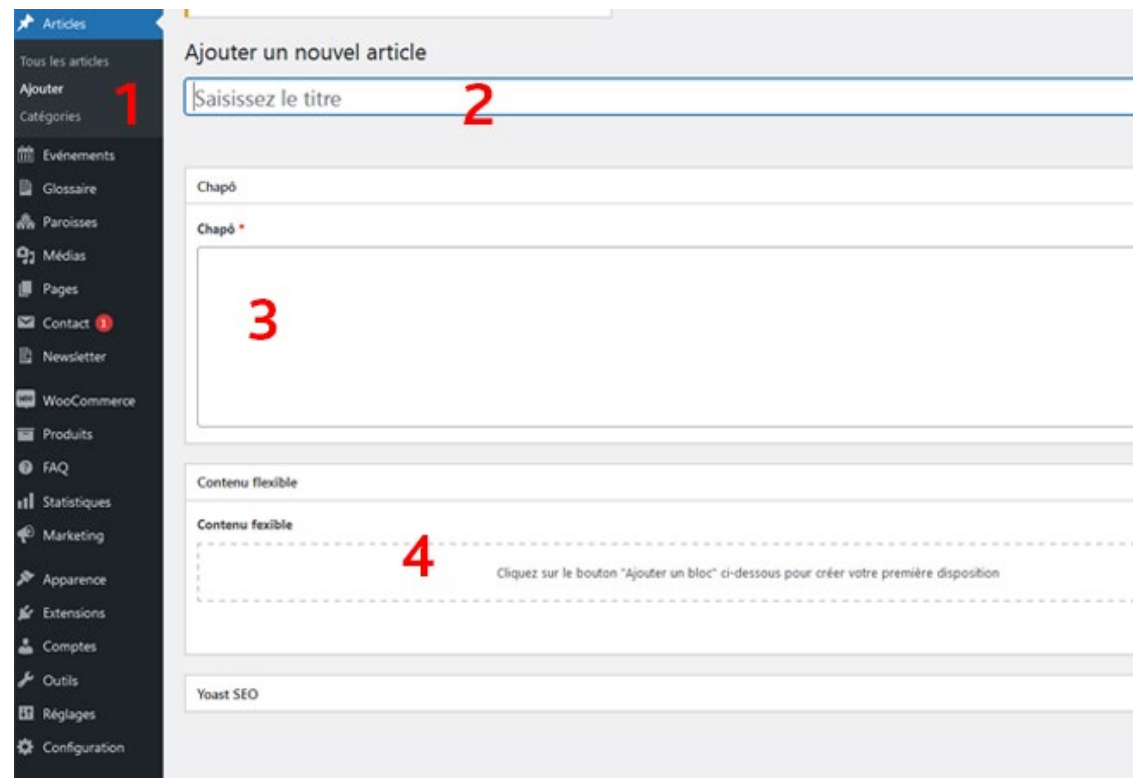 Articles
Tous les articles
Ajouter
Catégories
1
Evénements
Glossaire
Paroisses
Médias
Pages
Contact 1
Newsletter
WooCommerce
Produits
FAQ
Statistiques
Marketing
Apparence
Extensions
Comptes
Outils
Réglages
Configuration
Ajouter un nouvel article
Saisissez le titre
2
Chapô
Chapô *
3
Contenu flexible
Contenu fexible
4
Cliquez sur le bouton "Ajouter un bloc" ci-dessous pour créer votre première disposition
Yoast SEO